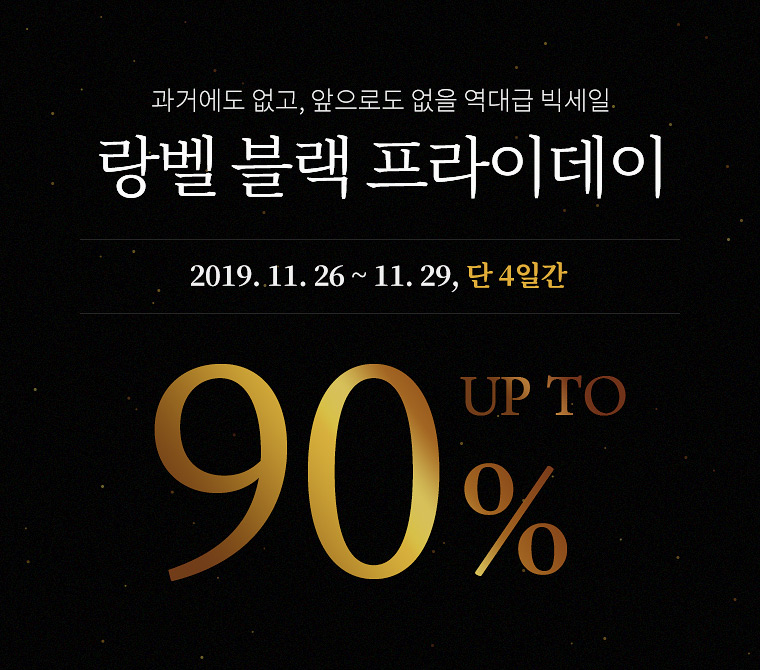 과거에도 없고, 앞으로도 없을 역대급 빅세일
랑벨 블랙 프라이데이
2019. 11. 26 ~ 11. 29, 단 4일간
90% UP TO